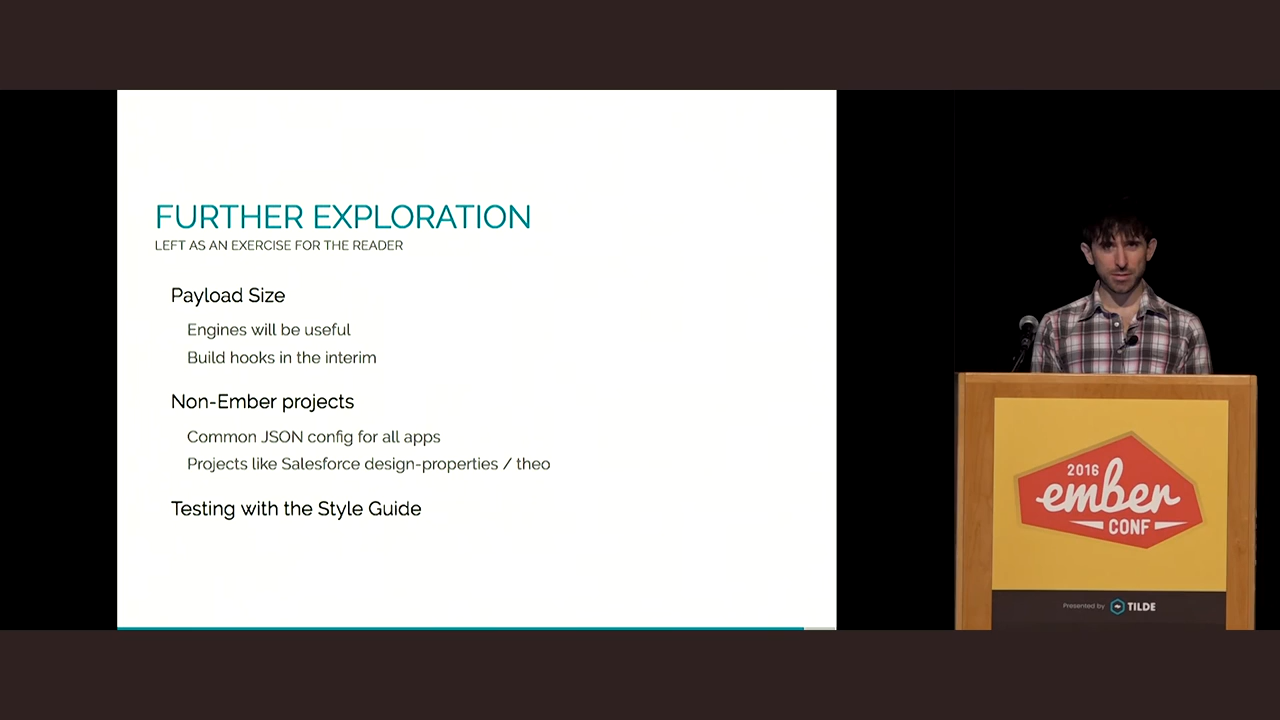 FURTHER EXPLORATION
LEFT AS AN EXERCISE FOR THE READER
Payload Size
Engines will be useful
Build hooks in the interim
Non-Ember projects
Common JSON config for all apps
Projects like Salesforce design-properties / theo
Testing with the Style Guide
2016
ember
CONF
Presented by TILDE